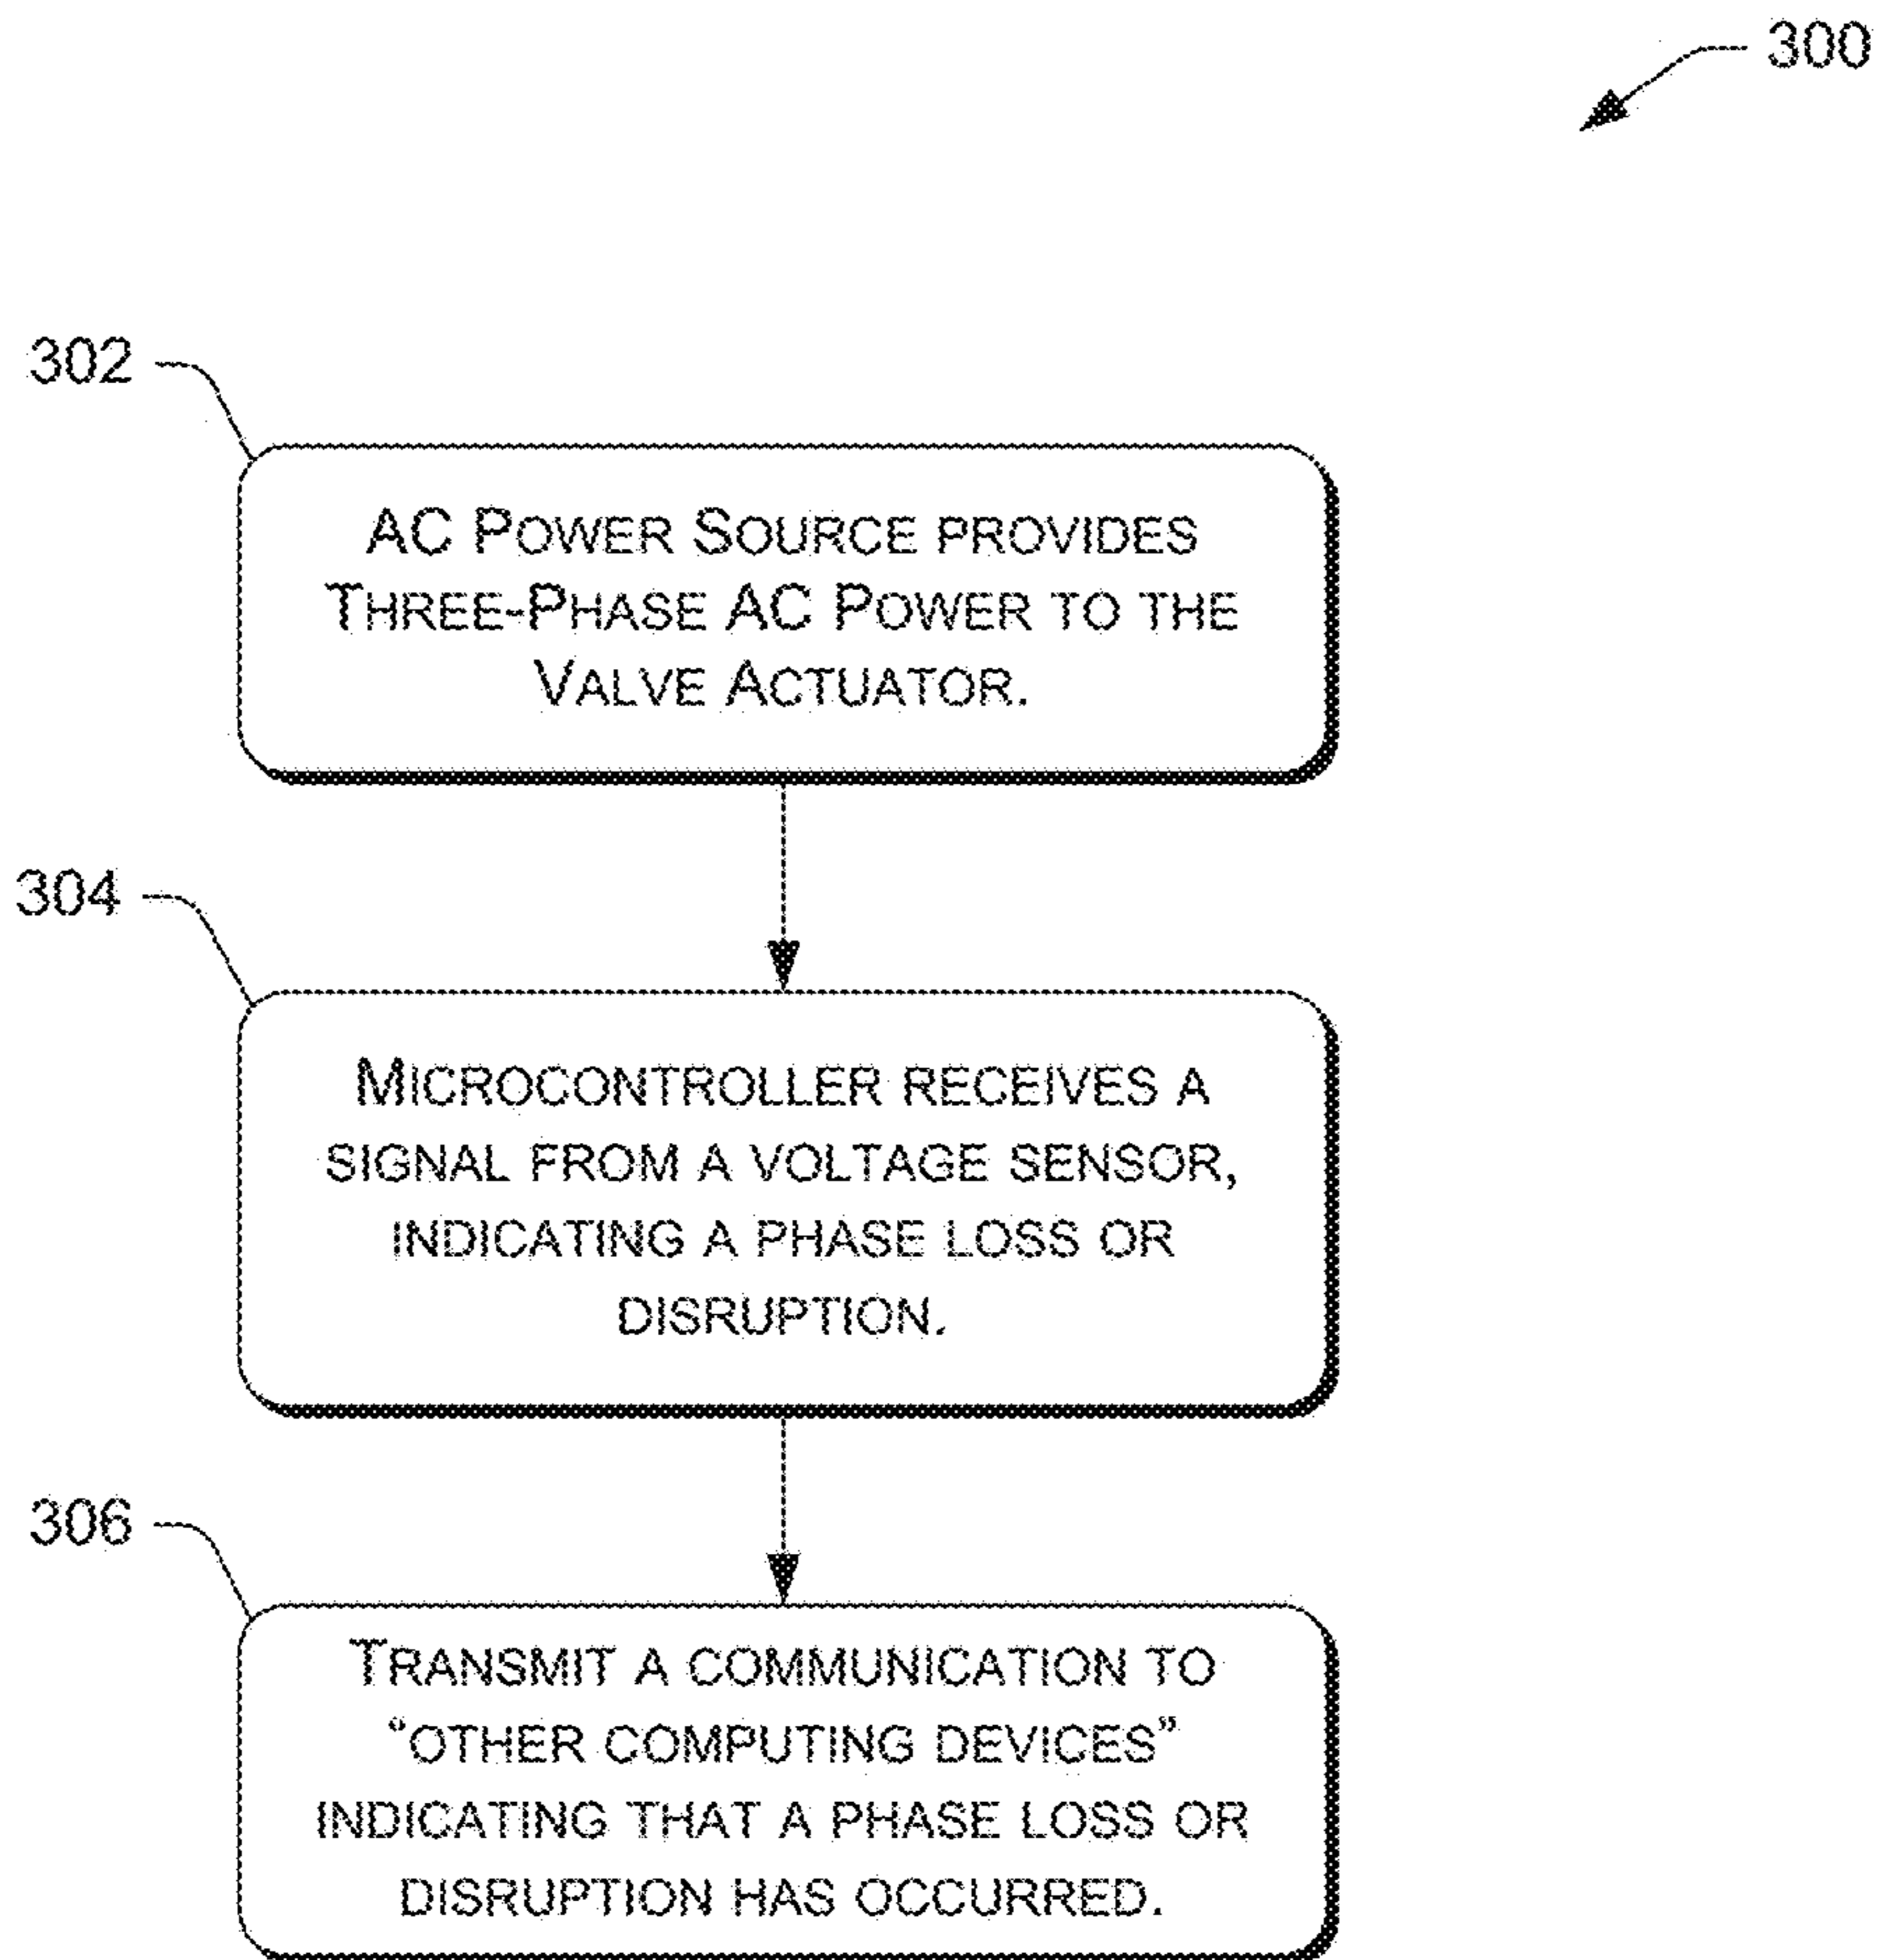 300
302
AC POWER SOURCE PROVIDES
THREE-PHASE AC POWER TO THE
VALVE ACTUATOR.
304
MICROCONTROLLER RECEIVES A
SIGNAL FROM A VOLTAGE SENSOR,
INDICATING A PHASE LOSS OR
DISRUPTION.
306
TRANSMIT A COMMUNICATION TO
“OTHER COMPUTING DEVICES”
INDICATING THAT A PHASE LOSS OR
DISRUPTION HAS OCCURRED.